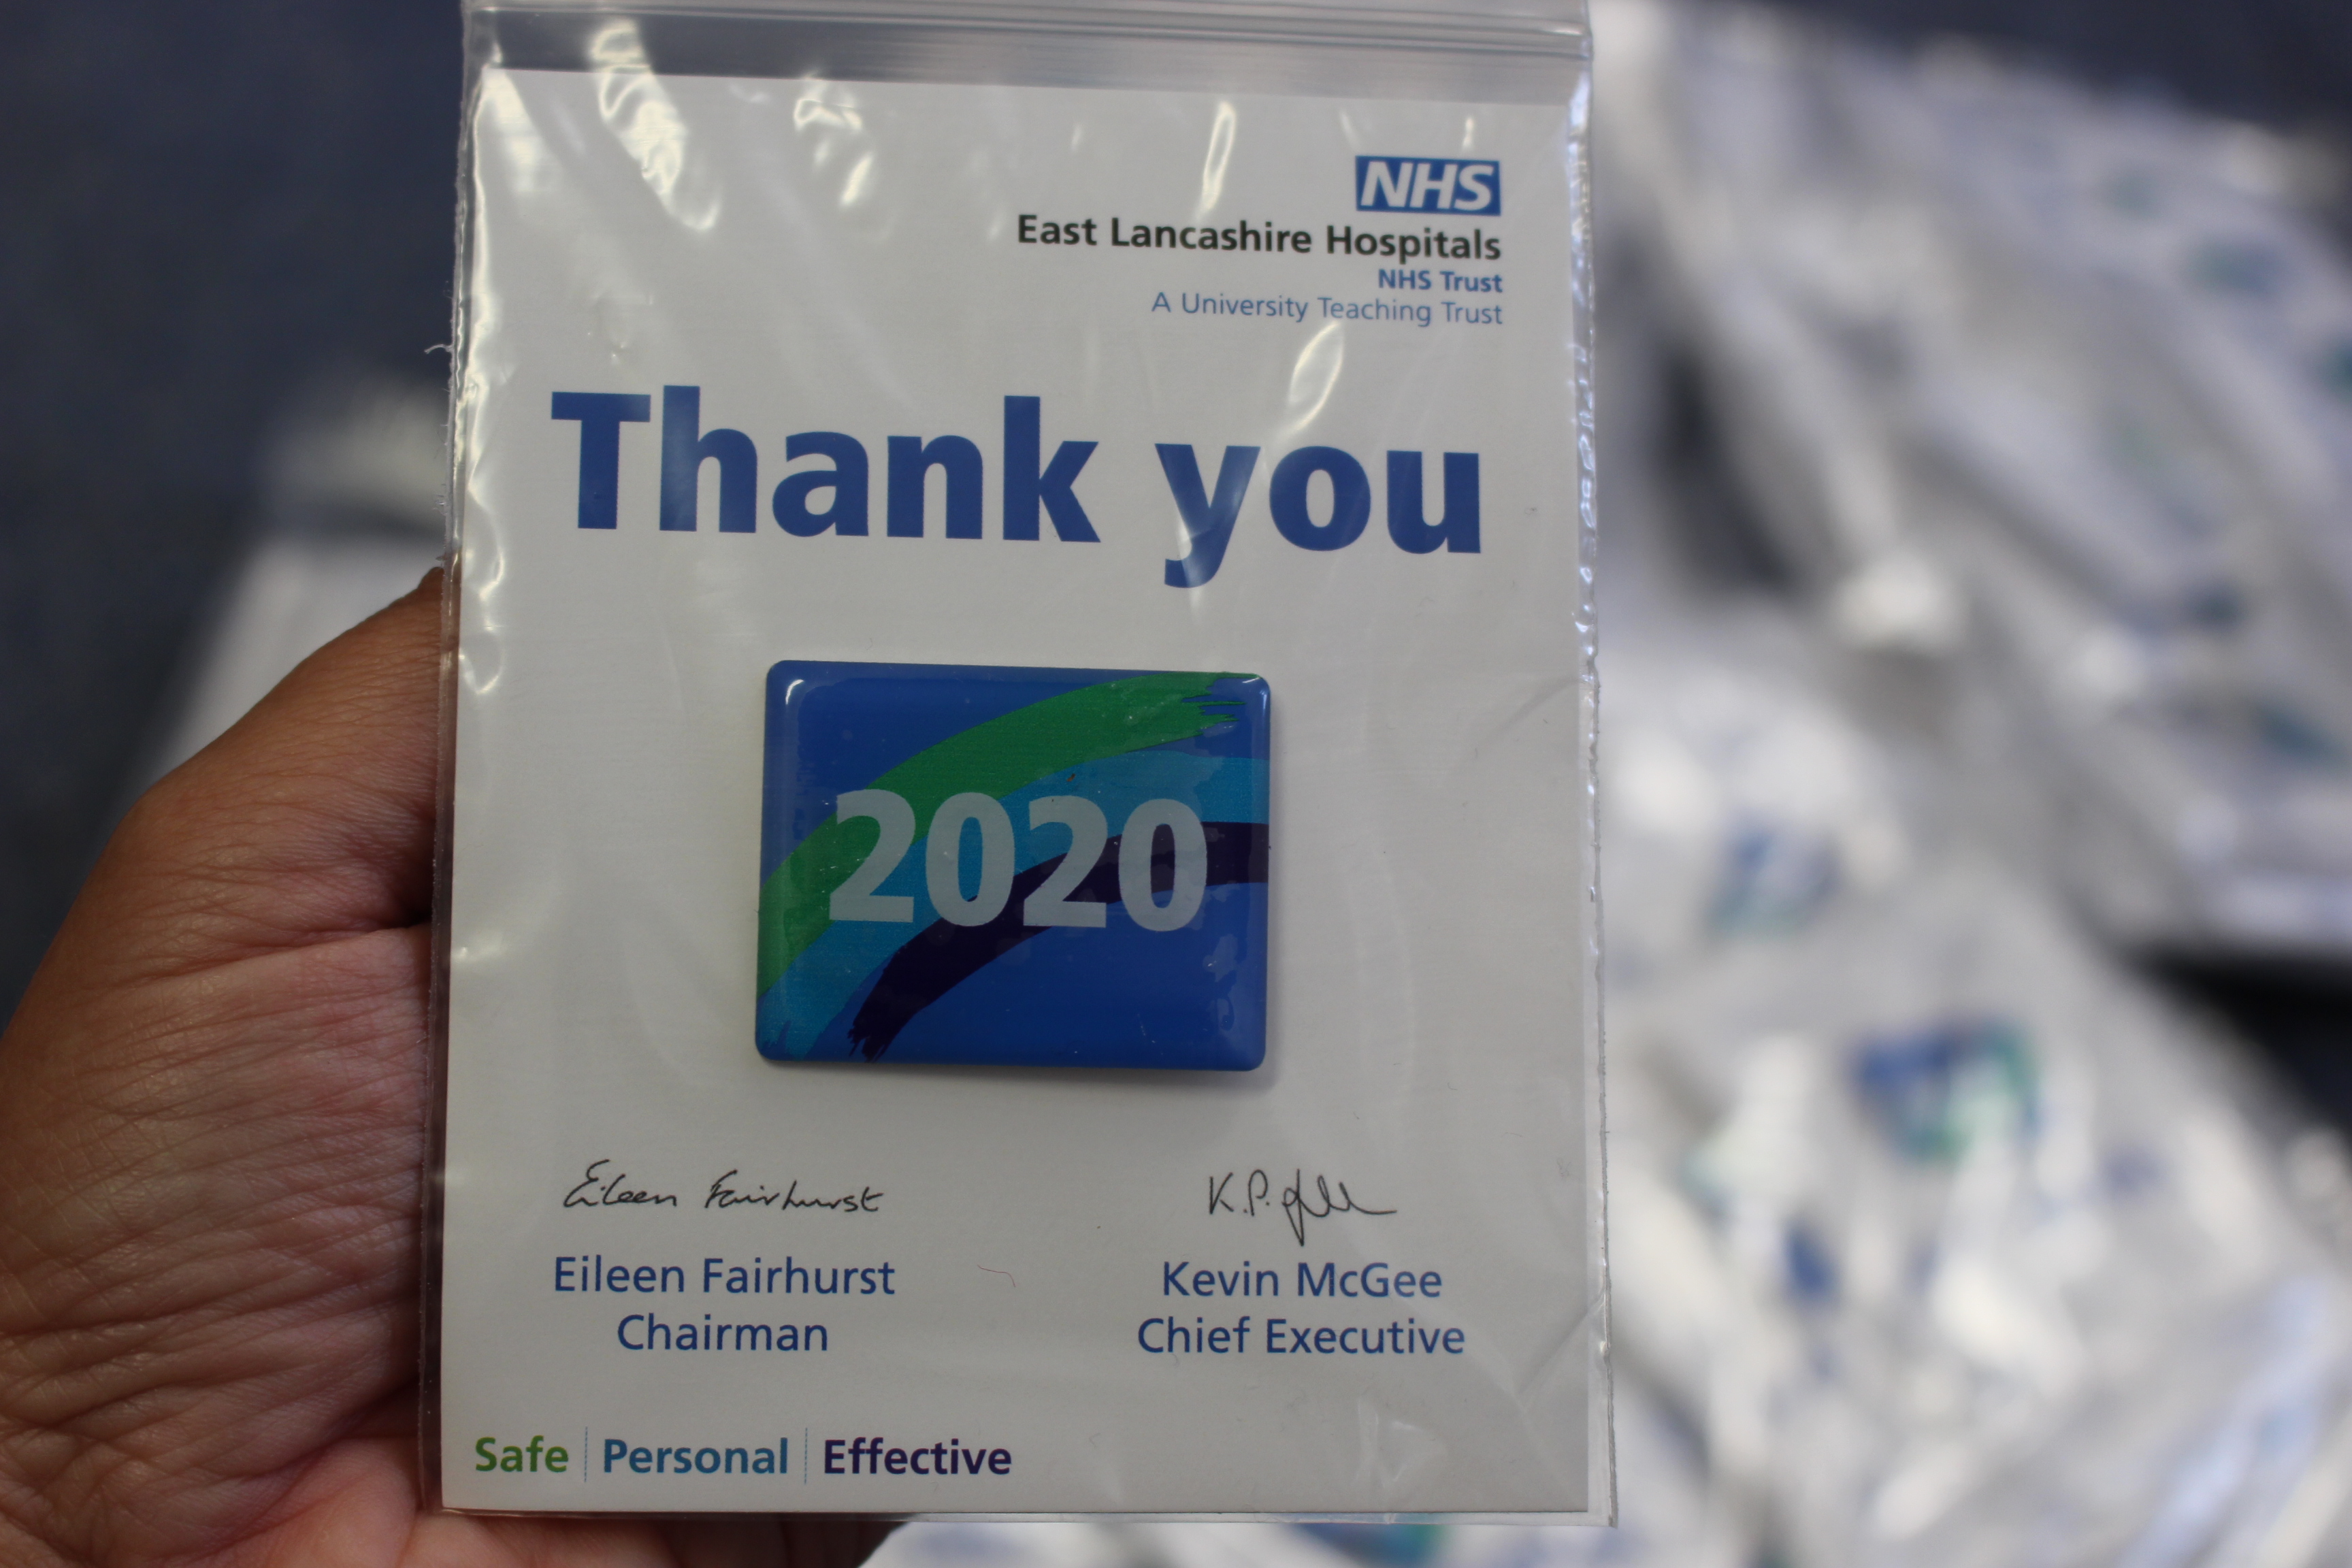 NHS
East Lancashire Hospitals
NHS Trust
A University Teaching Trust
Thank you
2020
Eileen Fairhurst
Eileen Fairhurst
Chairman
Kevin McGee
Chief Executive
Safe | Personal | Effective